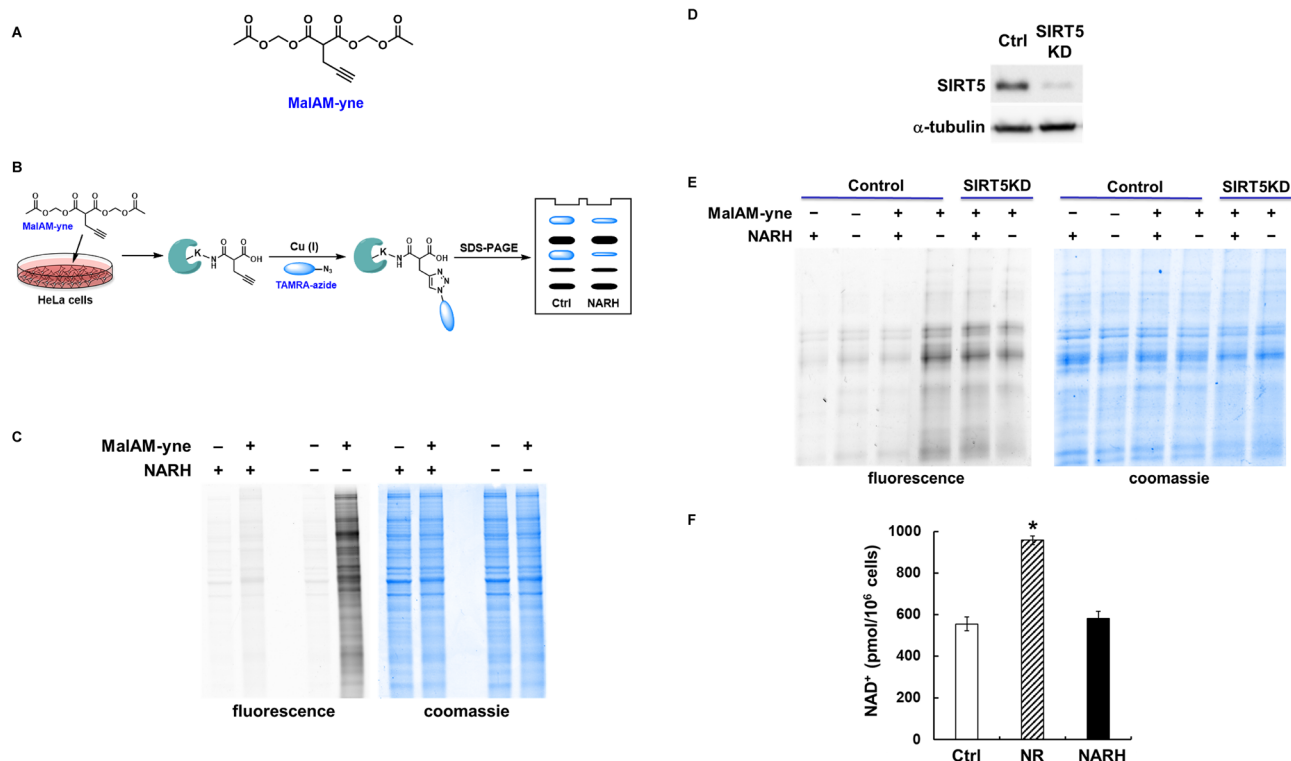 A
O
O
O
O
O
O
O
O
MalAM-yne
B
O
O
O
O
O
O
O
O
MalAM-yne
HeLa cells
K
N
H
O
O
OH
Cu (I)
N₃
TAMRA-azide
K
N
H
O
O
OH
N
N
N
SDS-PAGE
Ctrl NARH
C
MalAM-yne – + – + – + – +
NARH + + – – + + – –
fluorescence coomassie
D
Ctrl SIRT5
KD
SIRT5
α-tubulin
E
Control SIRT5KD Control SIRT5KD
MalAM-yne – – + + + + – – + + + +
NARH + – + – + – + – + – + –
fluorescence coomassie
F
NAD⁺ (pmol/10⁶ cells)
1000
800
600
400
200
0
*
Ctrl NR NARH